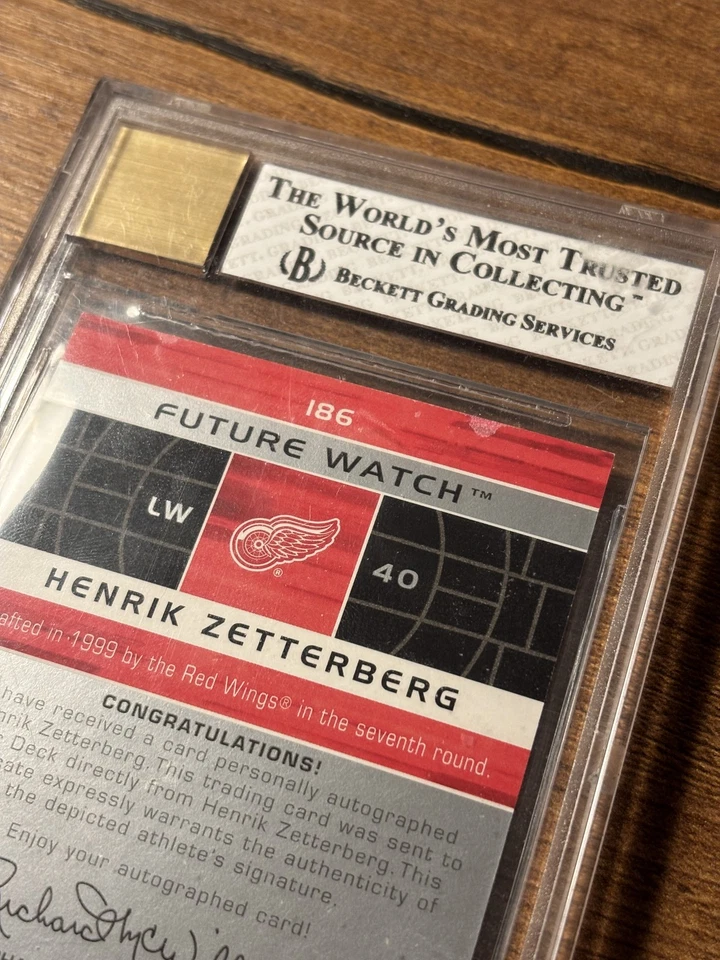 THE WORLD'S MOST TRUSTED
SOURCE IN COLLECTING™
B BECKETT GRADING SERVICES
186
FUTURE WATCH™
LW
40
HENRIK ZETTERBERG
afted in 1999 by the Red Wings® in the seventh round.
CONGRATULATIONS!
have received a card personally autographed
nrik Zetterberg. This trading card was sent to
Deck directly from Henrik Zetterberg. This
cate expressly warrants the authenticity of
the depicted athlete's signature.
Enjoy your autographed card!